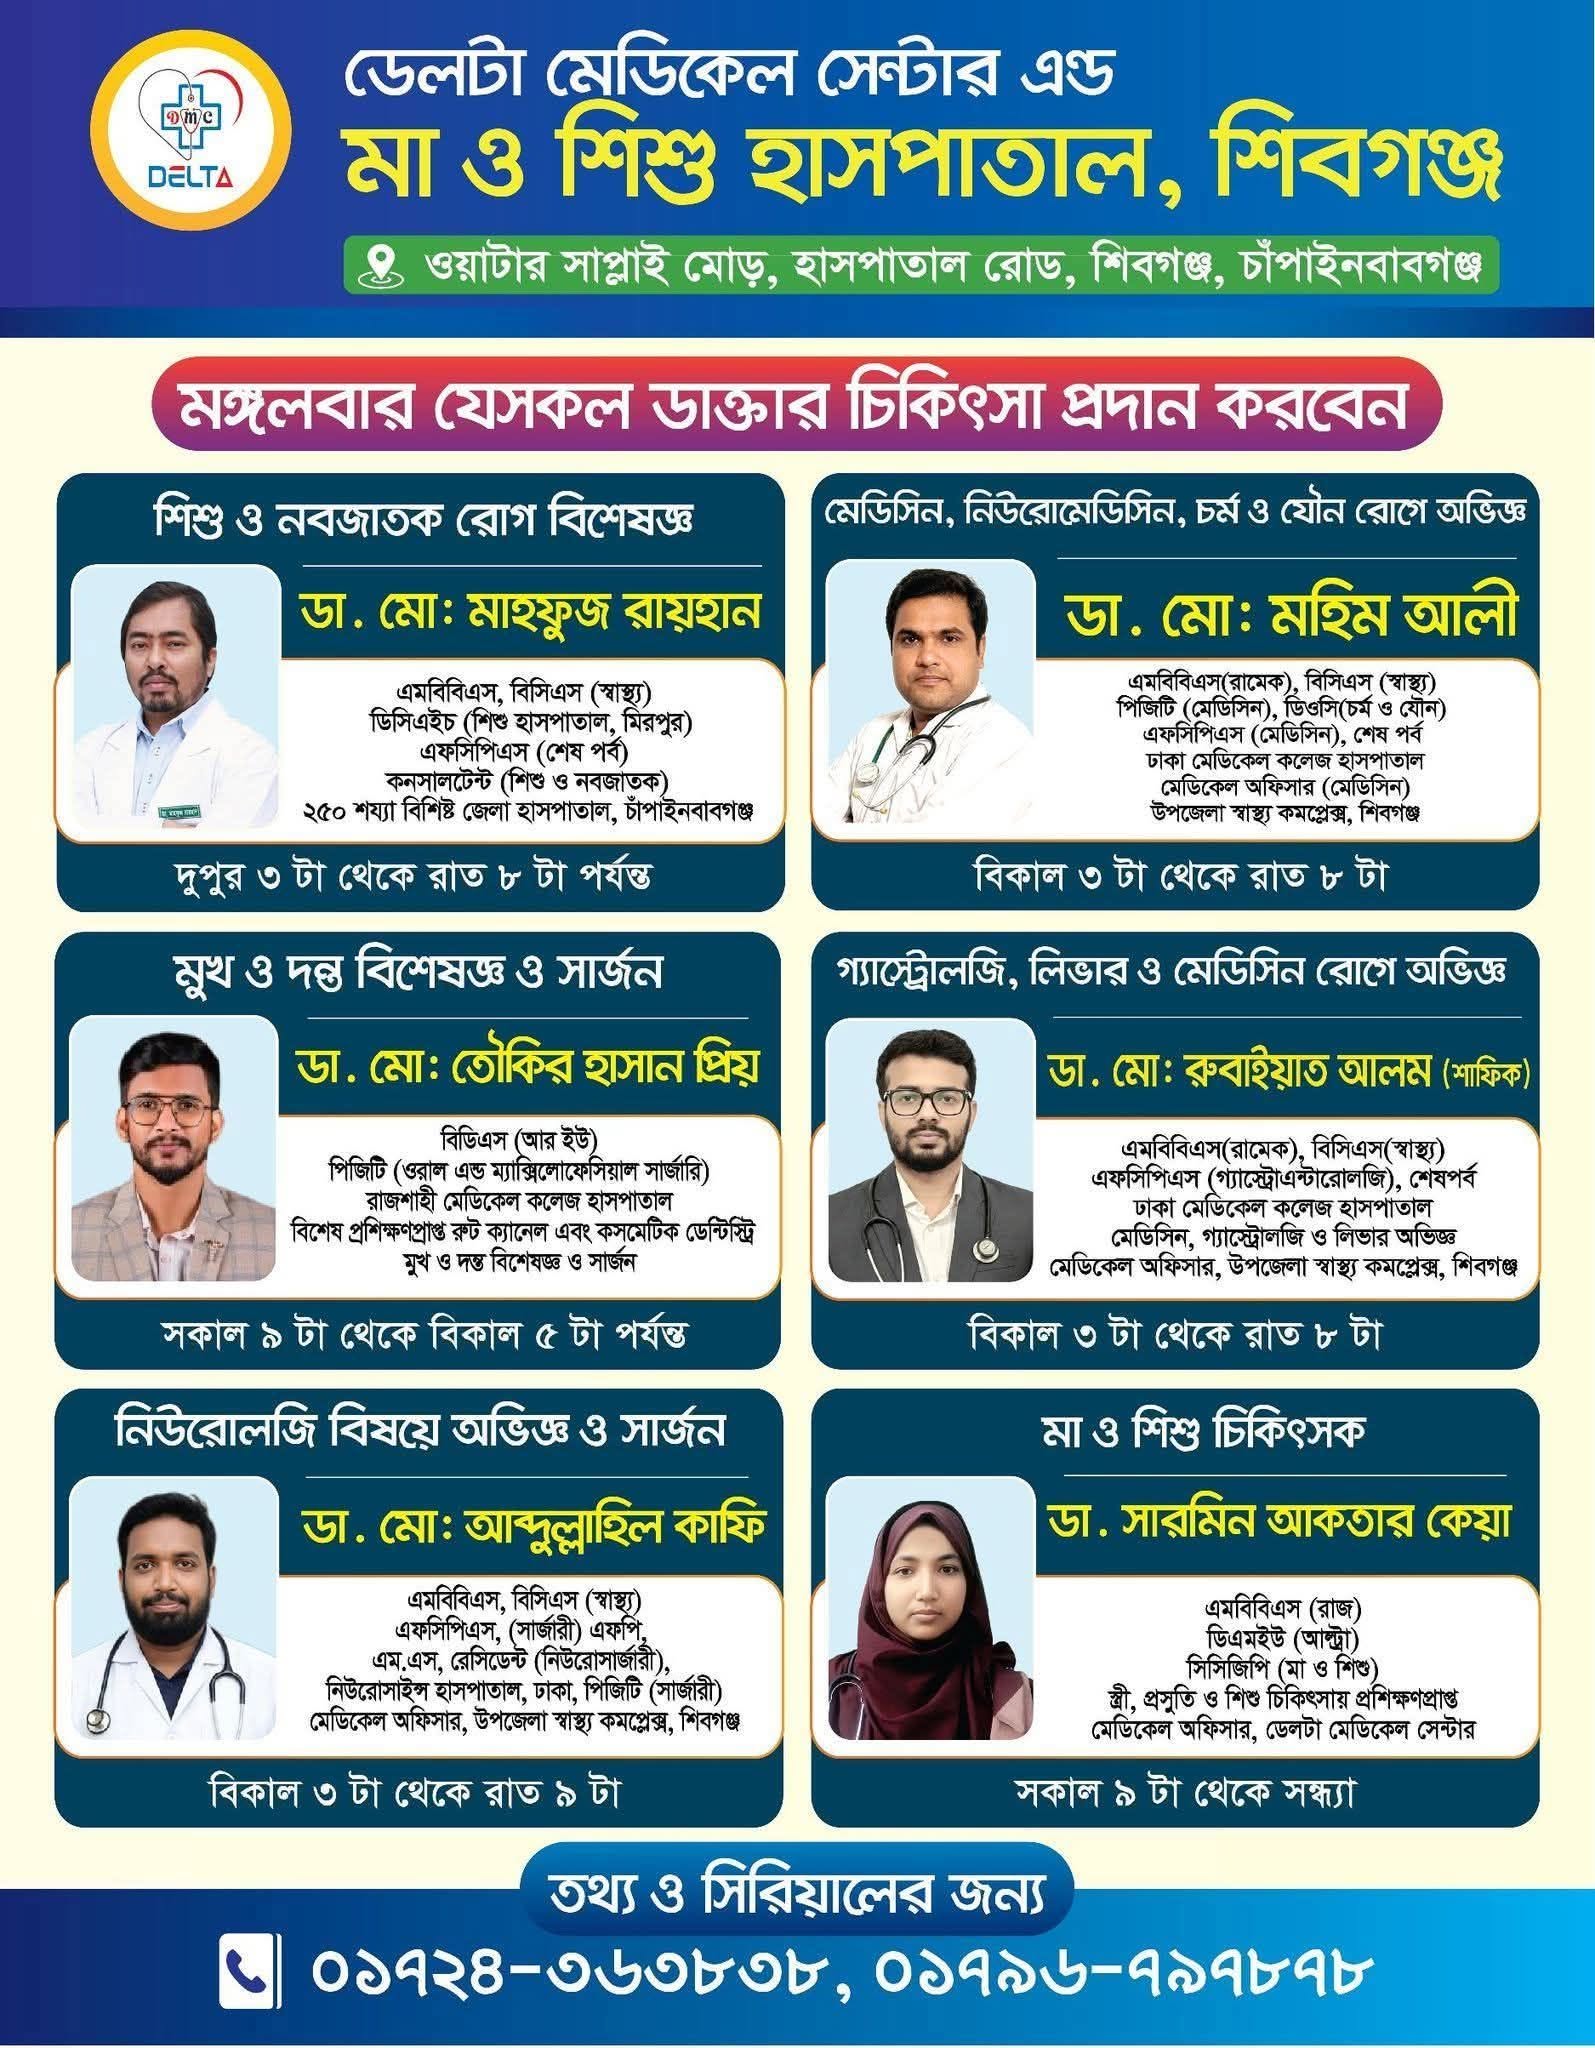 DMC
DELTA
ডেলটা মেডিকেল সেন্টার এন্ড
মা ও শিশু হাসপাতাল, শিবগঞ্জ
ওয়াটার সাপ্লাই মোড়, হাসপাতাল রোড, শিবগঞ্জ, চাঁপাইনবাবগঞ্জ
মঙ্গলবার যেসকল ডাক্তার চিকিৎসা প্রদান করবেন
শিশু ও নবজাতক রোগ বিশেষজ্ঞ
ডা. মো: মাহফুজ রায়হান
এমবিবিএস, বিসিএস (স্বাস্থ্য)
ডিসিএইচ (শিশু হাসপাতাল, মিরপুর)
এফসিপিএস (শেষ পর্ব)
কনসালটেন্ট (শিশু ও নবজাতক)
২৫০ শয্যা বিশিষ্ট জেলা হাসপাতাল, চাঁপাইনবাবগঞ্জ
দুপুর ৩ টা থেকে রাত ৮ টা পর্যন্ত
মেডিসিন, নিউরোমেডিসিন, চর্ম ও যৌন রোগে অভিজ্ঞ
ডা. মো: মহিম আলী
এমবিবিএস(রামেক), বিসিএস (স্বাস্থ্য)
পিজিটি (মেডিসিন), ডিওসি(চর্ম ও যৌন)
এফসিপিএস (মেডিসিন), শেষ পর্ব
ঢাকা মেডিকেল কলেজ হাসপাতাল
মেডিকেল অফিসার (মেডিসিন)
উপজেলা স্বাস্থ্য কমপ্লেক্স, শিবগঞ্জ
বিকাল ৩ টা থেকে রাত ৮ টা
মুখ ও দন্ত বিশেষজ্ঞ ও সার্জন
ডা. মো: তৌকির হাসান প্রিয়
বিডিএস (আর ইউ)
পিজিটি (ওরাল এন্ড ম্যাক্সিলোফেসিয়াল সার্জারি)
রাজশাহী মেডিকেল কলেজ হাসপাতাল
বিশেষ প্রশিক্ষণপ্রাপ্ত রুট ক্যানেল এবং কসমেটিক ডেন্টিস্ট্রি
মুখ ও দন্ত বিশেষজ্ঞ ও সার্জন
সকাল ৯ টা থেকে বিকাল ৫ টা পর্যন্ত
গ্যাস্ট্রোলজি, লিভার ও মেডিসিন রোগে অভিজ্ঞ
ডা. মো: রুবাইয়াত আলম (শাফিক)
এমবিবিএস(রামেক), বিসিএস(স্বাস্থ্য)
এফসিপিএস (গ্যাস্ট্রোএন্টারোলজি), শেষপর্ব
ঢাকা মেডিকেল কলেজ হাসপাতাল
মেডিসিন, গ্যাস্ট্রোলজি ও লিভার অভিজ্ঞ
মেডিকেল অফিসার, উপজেলা স্বাস্থ্য কমপ্লেক্স, শিবগঞ্জ
বিকাল ৩ টা থেকে রাত ৮ টা
নিউরোলজি বিষয়ে অভিজ্ঞ ও সার্জন
ডা. মো: আব্দুল্লাহিল কাফি
এমবিবিএস, বিসিএস (স্বাস্থ্য)
এফসিপিএস, (সার্জারী) এফপি,
এম.এস, রেসিডেন্ট (নিউরোসার্জারী),
নিউরোসাইন্স হাসপাতাল, ঢাকা, পিজিটি (সার্জারী)
মেডিকেল অফিসার, উপজেলা স্বাস্থ্য কমপ্লেক্স, শিবগঞ্জ
বিকাল ৩ টা থেকে রাত ৯ টা
মা ও শিশু চিকিৎসক
ডা. সারমিন আকতার কেয়া
এমবিবিএস (রাজ)
ডিএমইউ (আল্ট্রা)
সিসিজিপি (মা ও শিশু)
স্ত্রী, প্রসুতি ও শিশু চিকিৎসায় প্রশিক্ষণপ্রাপ্ত
মেডিকেল অফিসার, ডেলটা মেডিকেল সেন্টার
সকাল ৯ টা থেকে সন্ধ্যা
তথ্য ও সিরিয়ালের জন্য
০১৭২৪-৩৬৩৮৩৮, ০১৭৯৬-৭৯৭৮৭৮